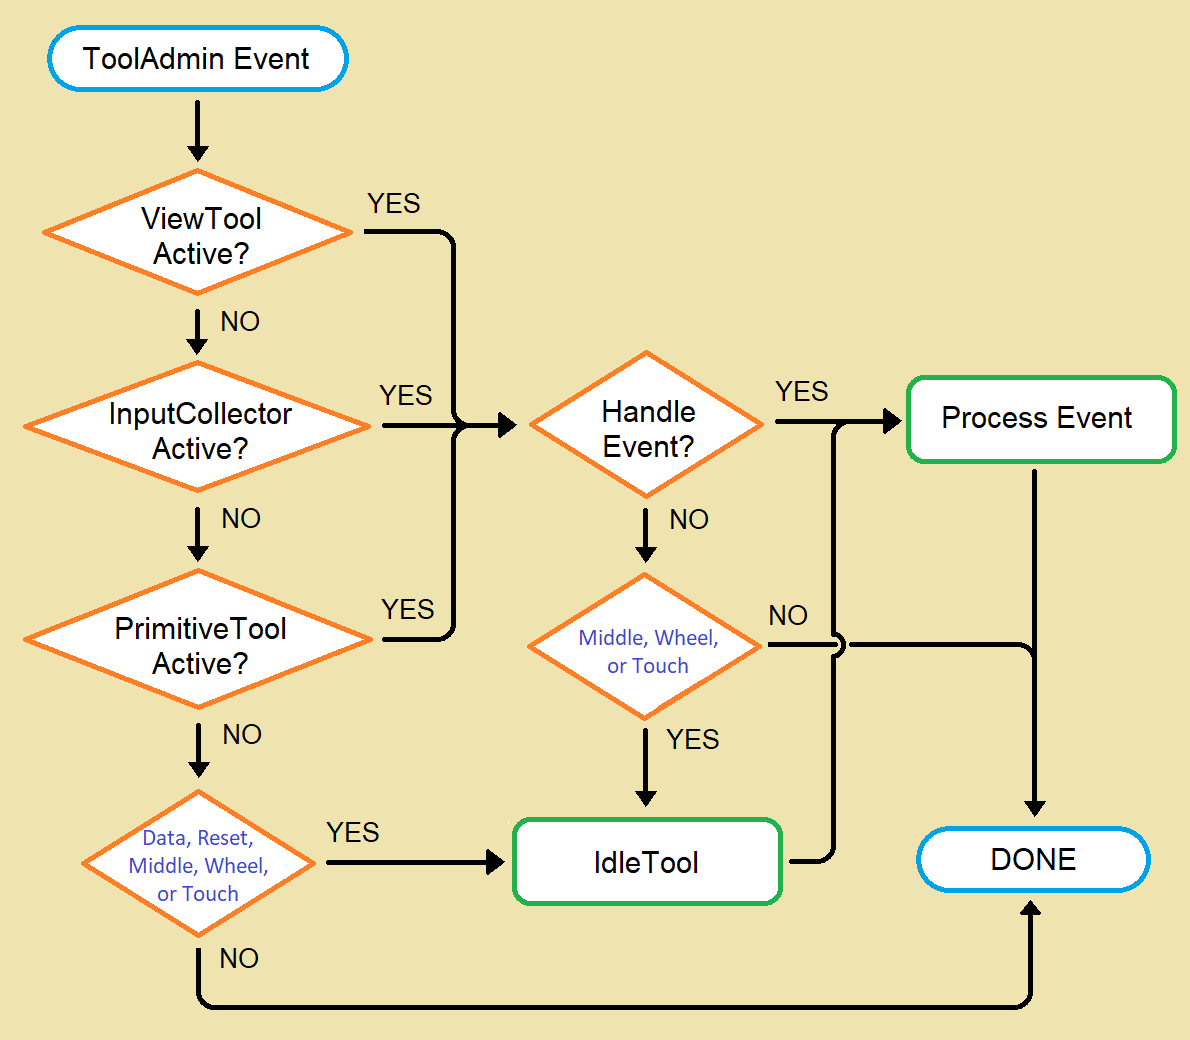 ToolAdmin Event
ViewTool
Active?
YES
NO
InputCollector
Active?
YES
NO
PrimitiveTool
Active?
YES
NO
Data, Reset,
Middle, Wheel,
or Touch
YES
NO
Handle
Event?
YES
NO
Middle, Wheel,
or Touch
NO
YES
IdleTool
Process Event
DONE